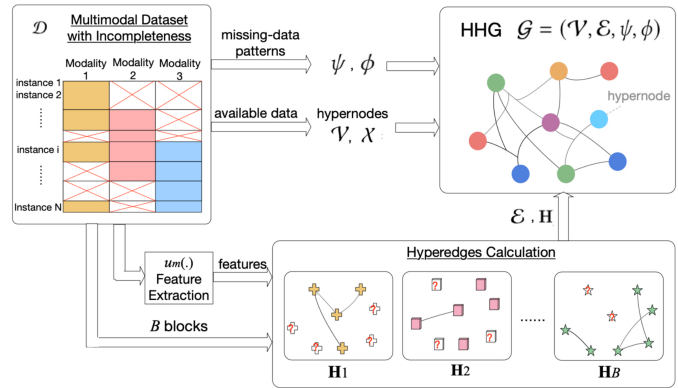 𝒟
Multimodal Dataset
with Incompleteness
Modality 1
Modality 2
Modality 3
instance 1
instance 2
......
instance i
......
Instance N
missing-data
patterns
ψ , ϕ
available data
hypernodes
𝒱, X
HHG 𝒢 = (𝒱, ℰ, ψ, ϕ)
hypernode
ℰ , H
uₘ(.)
Feature
Extraction
features
B blocks
Hyperedges Calculation
? ? ? ?
? ? ?
? ?
......
H1
H2
HB